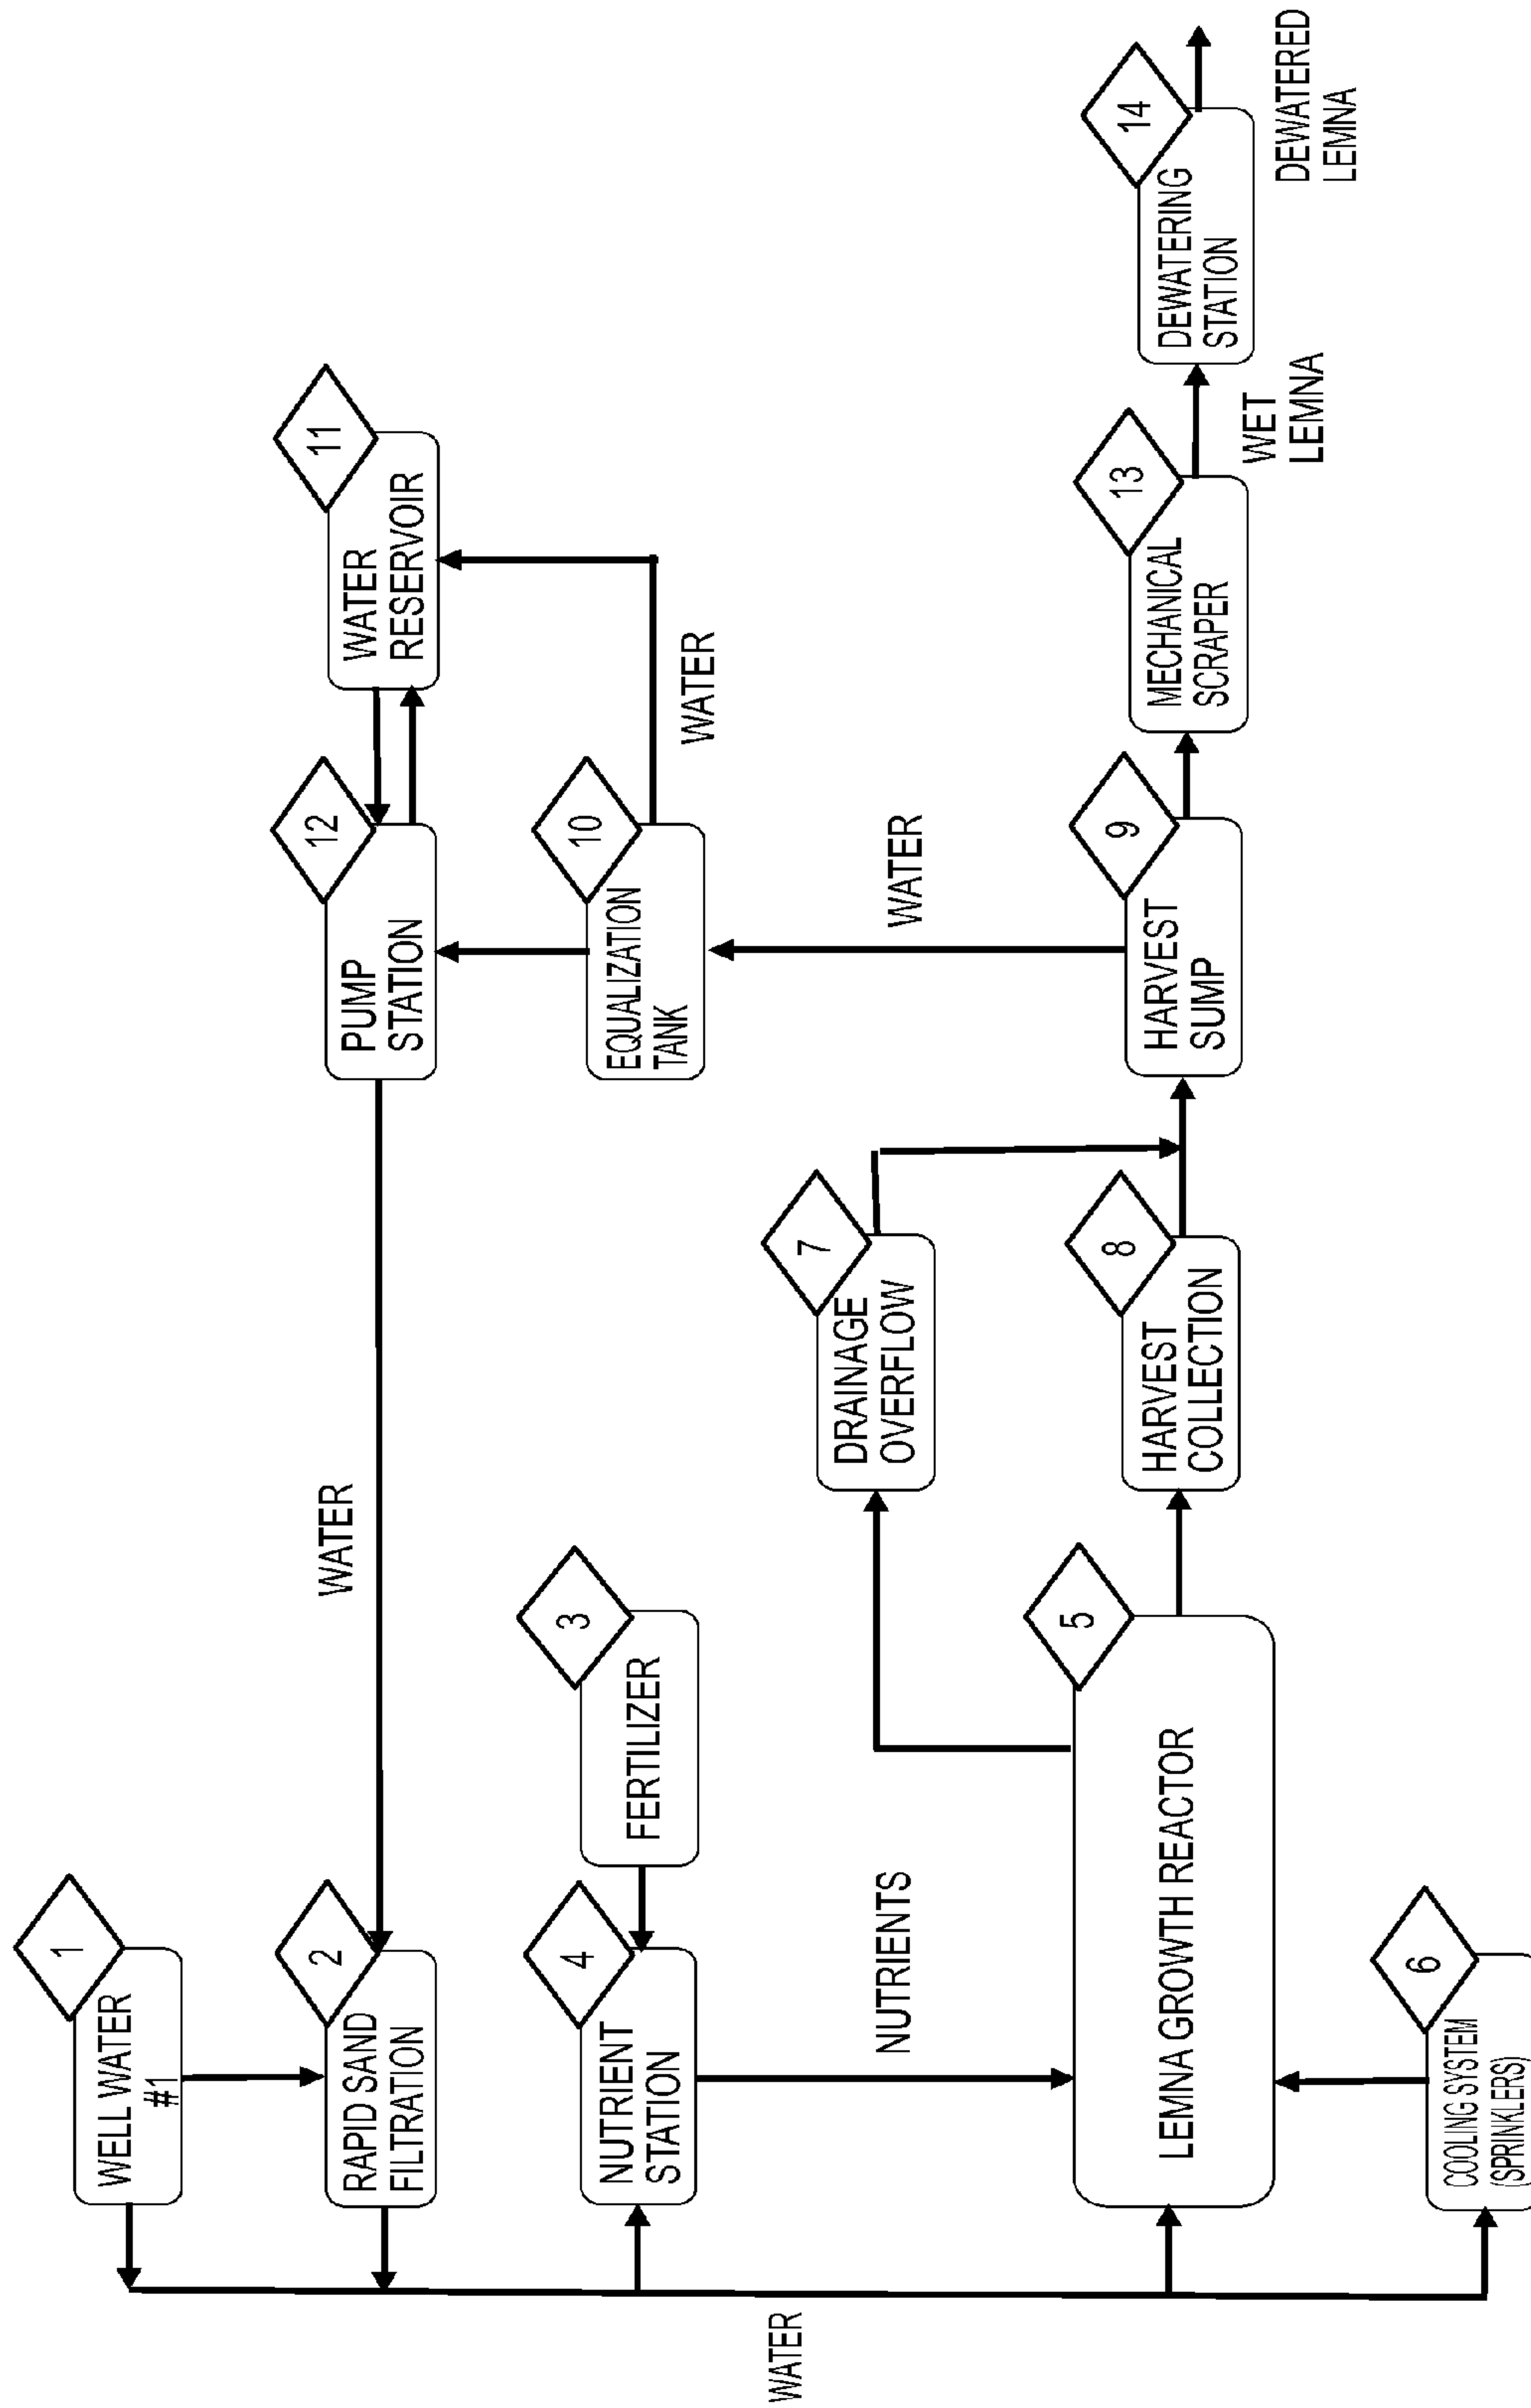 WELL WATER
#1
1
RAPID SAND
FILTRATION
2
WATER
PUMP
STATION
12
WATER
RESERVOIR
11
NUTRIENT
STATION
4
FERTILIZER
3
EQUALIZATION
TANK
10
WATER
WATER
NUTRIENTS
DRAINAGE
OVERFLOW
7
WATER
LEMNA GROWTH REACTOR
5
HARVEST
COLLECTION
8
HARVEST
SUMP
9
MECHANICAL
SCRAPER
13
WET
LEMNA
DEWATERING
STATION
14
DEWATERED
LEMNA
COOLING SYSTEM
(SPRINKLERS)
6